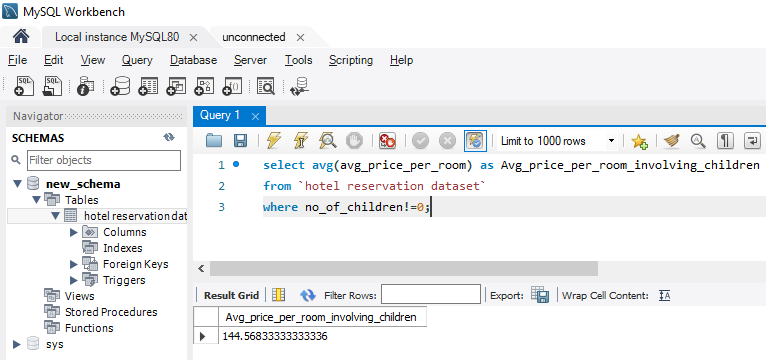 MySQL Workbench
Local instance MySQL80 × unconnected ×
File Edit View Query Database Server Tools Scripting Help
Navigator
SCHEMAS
Filter objects
new_schema
Tables
hotel reservation dat
Columns
Indexes
Foreign Keys
Triggers
Views
Stored Procedures
Functions
sys
Query 1 ×
Limit to 1000 rows
1 select avg(avg_price_per_room) as Avg_price_per_room_involving_children
2 from `hotel reservation dataset`
3 where no_of_children!=0;
Result Grid Filter Rows: Export: Wrap Cell Content:
Avg_price_per_room_involving_children
144.56833333333336